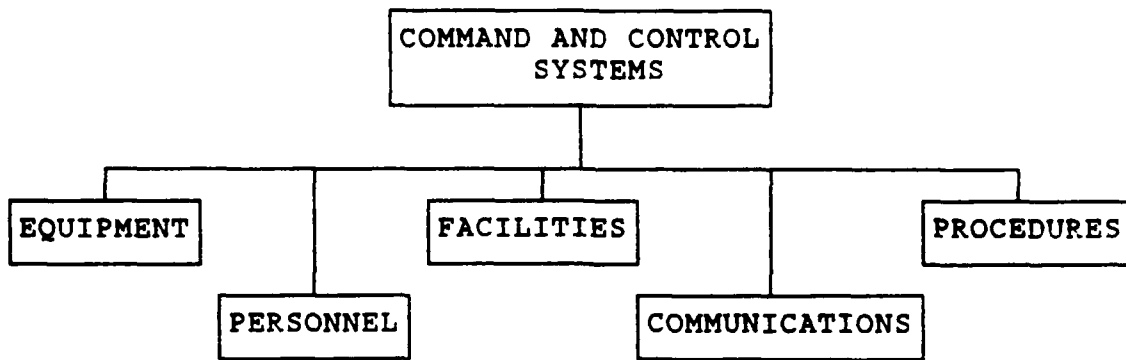 COMMAND AND CONTROL
SYSTEMS
EQUIPMENT
FACILITIES
PROCEDURES
PERSONNEL
COMMUNICATIONS